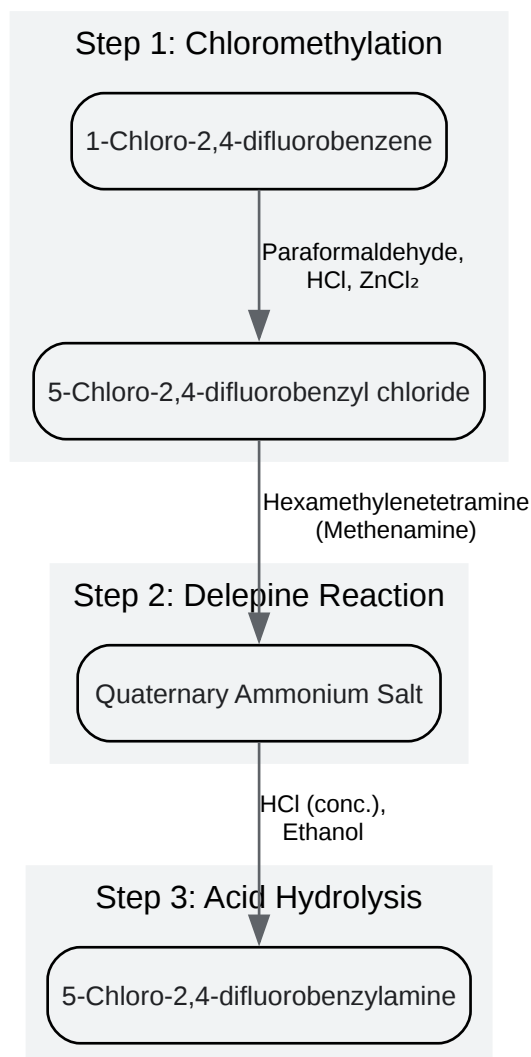 Step 1: Chloromethylation
1-Chloro-2,4-difluorobenzene
Paraformaldehyde,
HCl, ZnCl₂
5-Chloro-2,4-difluorobenzyl chloride
Hexamethylenetetramine
(Methenamine)
Step 2: Delepine Reaction
Quaternary Ammonium Salt
HCl (conc.),
Ethanol
Step 3: Acid Hydrolysis
5-Chloro-2,4-difluorobenzylamine